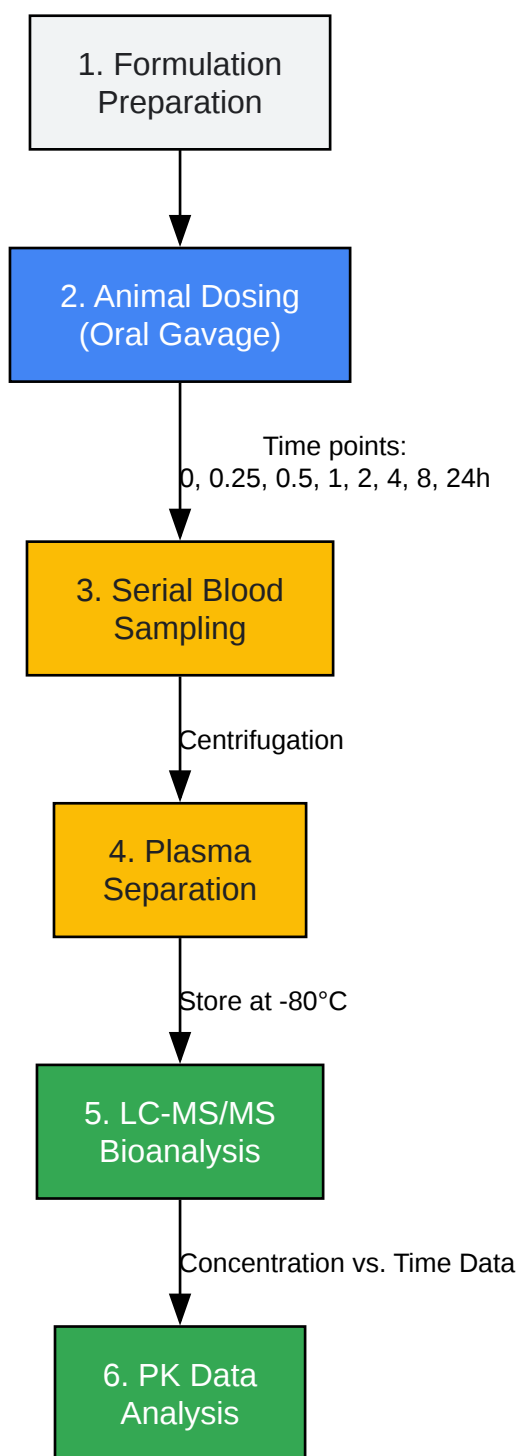 1. Formulation
Preparation
2. Animal Dosing
(Oral Gavage)
Time points:
0, 0.25, 0.5, 1, 2, 4, 8, 24h
3. Serial Blood
Sampling
Centrifugation
4. Plasma
Separation
Store at -80°C
5. LC-MS/MS
Bioanalysis
Concentration vs. Time Data
6. PK Data
Analysis